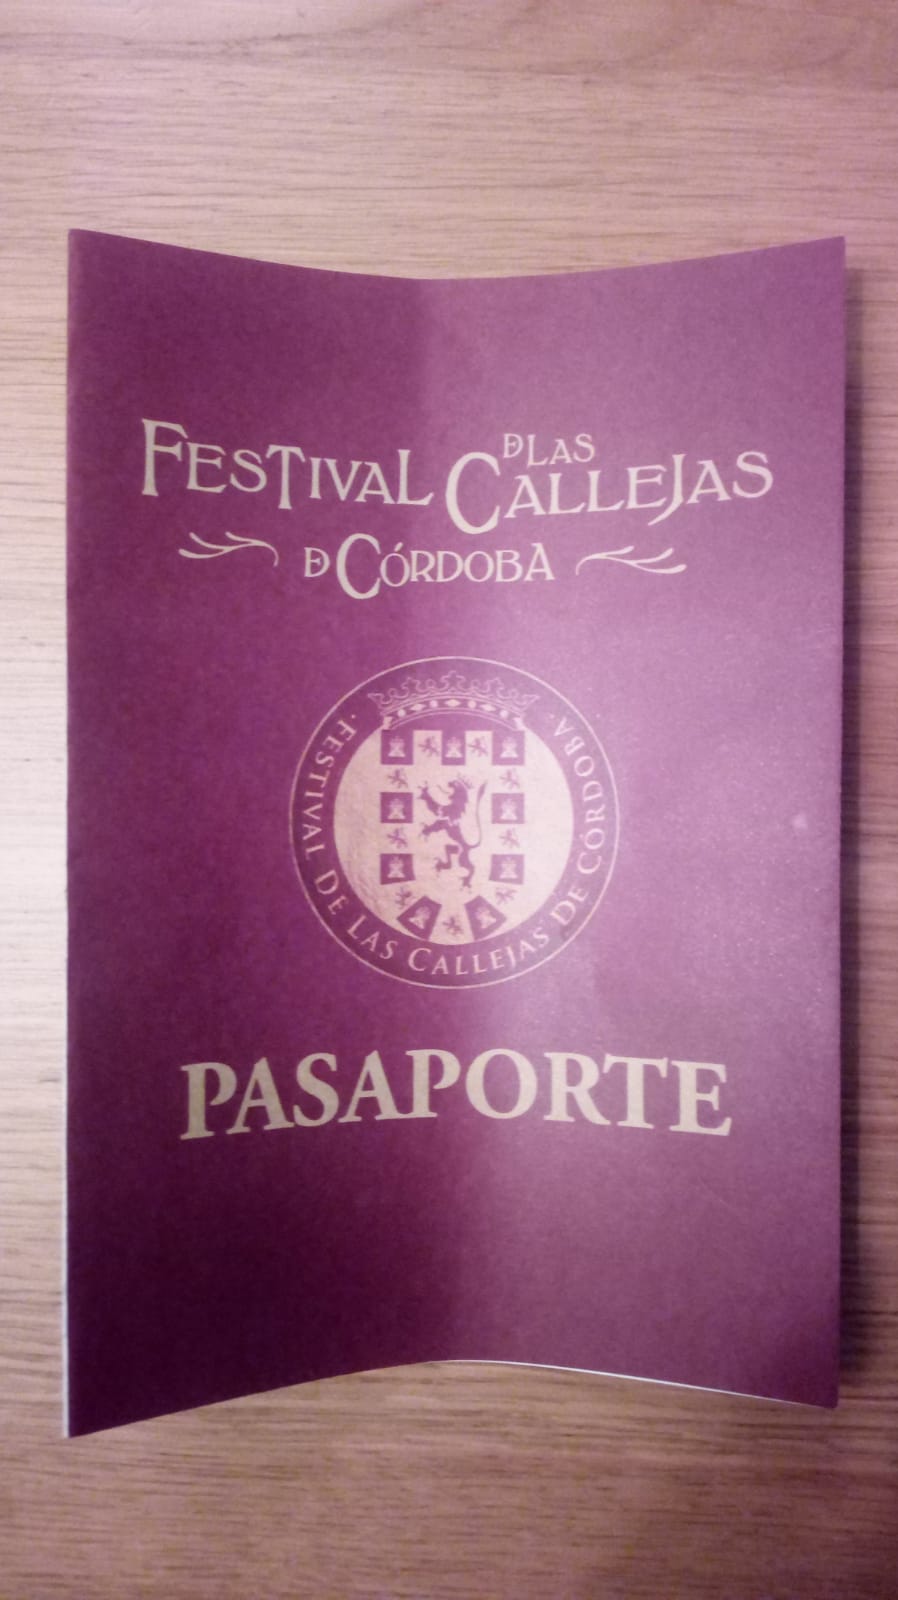 FESTIVAL DE LAS CALLEJAS
DE CÓRDOBA
· FESTIVAL DE LAS CALLEJAS DE CÓRDOBA ·
PASAPORTE